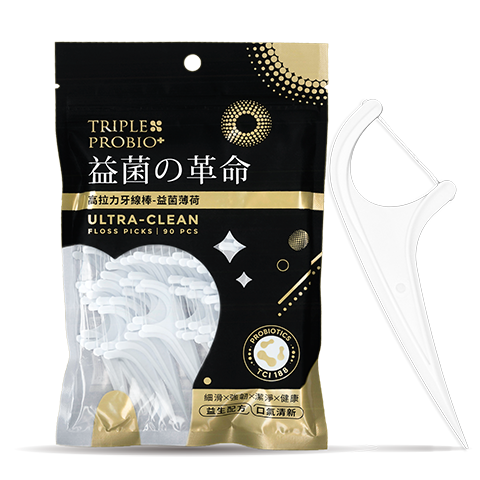 TRIPLE
PROBIO+
益菌の革命
高拉力牙線棒-益菌薄荷
ULTRA-CLEAN
FLOSS PICKS | 90 PCS
PROBIOTICS
TCI 188
細滑×強韌×潔淨×健康
益生配方 口氣清新